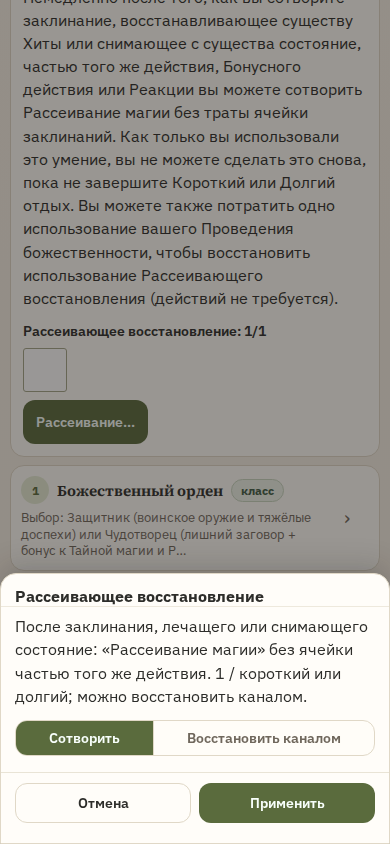 Немедленно после того, как вы сотворите
заклинание, восстанавливающее существу
Хиты или снимающее с существа состояние,
частью того же действия, Бонусного
действия или Реакции вы можете сотворить
Рассеивание магии без траты ячейки
заклинаний. Как только вы использовали
это умение, вы не можете сделать это снова,
пока не завершите Короткий или Долгий
отдых. Вы можете также потратить одно
использование вашего Проведения
божественности, чтобы восстановить
использование Рассеивающего
восстановления (действий не требуется).
Рассеивающее восстановление: 1/1
Рассеивание...
1 Божественный орден класс
Выбор: Защитник (воинское оружие и тяжёлые
доспехи) или Чудотворец (лишний заговор +
бонус к Тайной магии и Р...
Рассеивающее восстановление
После заклинания, лечащего или снимающего
состояние: «Рассеивание магии» без ячейки
частью того же действия. 1 / короткий или
долгий; можно восстановить каналом.
Сотворить Восстановить каналом
Отмена Применить